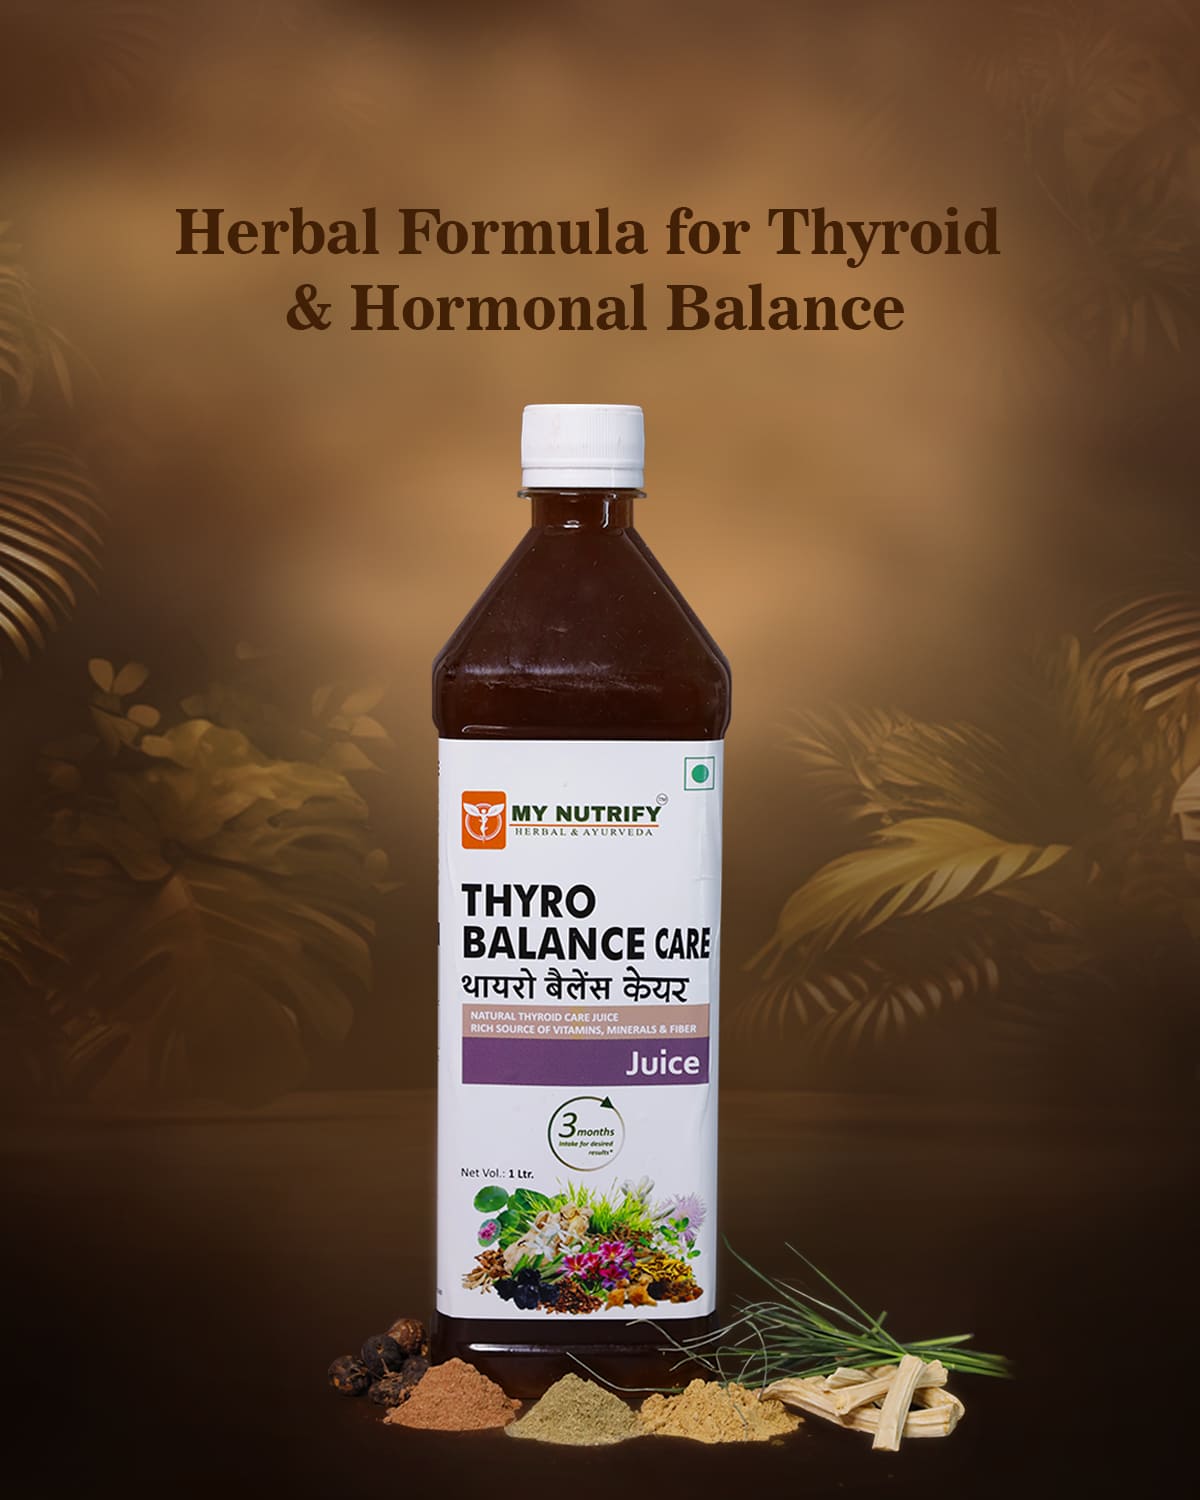 Herbal Formula for Thyroid
& Hormonal Balance
MY NUTRIFY™
HERBAL & AYURVEDA
THYRO
BALANCE CARE
थायरो बैलेंस केयर
NATURAL THYROID CARE JUICE
RICH SOURCE OF VITAMINS, MINERALS & FIBER
Juice
3 months
Intake for desired
results*
Net Vol.: 1 Ltr.